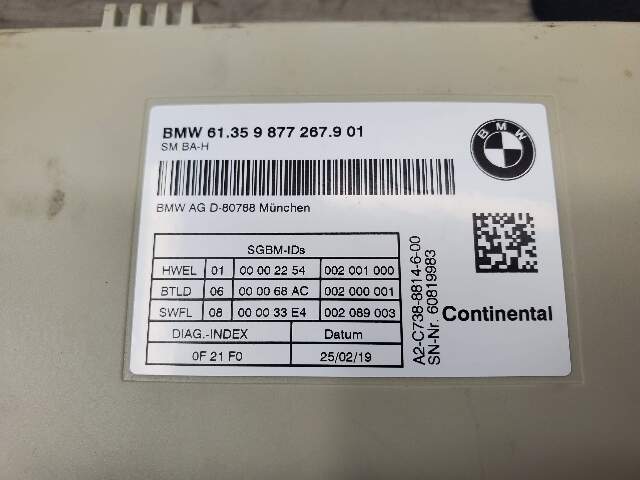 BMW 61.35 9 877 267.9 01
SM BA-H
BMW
BMW AG D-80788 München
SGBM-IDs
HWEL 01 00 00 22 54 002 001 000
BTLD 06 00 00 68 AC 002 000 001
SWFL 08 00 00 33 E4 002 089 003
DIAG.-INDEX Datum
0F 21 F0 25/02/19
A2-C738-8814-6-00
SN-Nr. 60819983
Continental